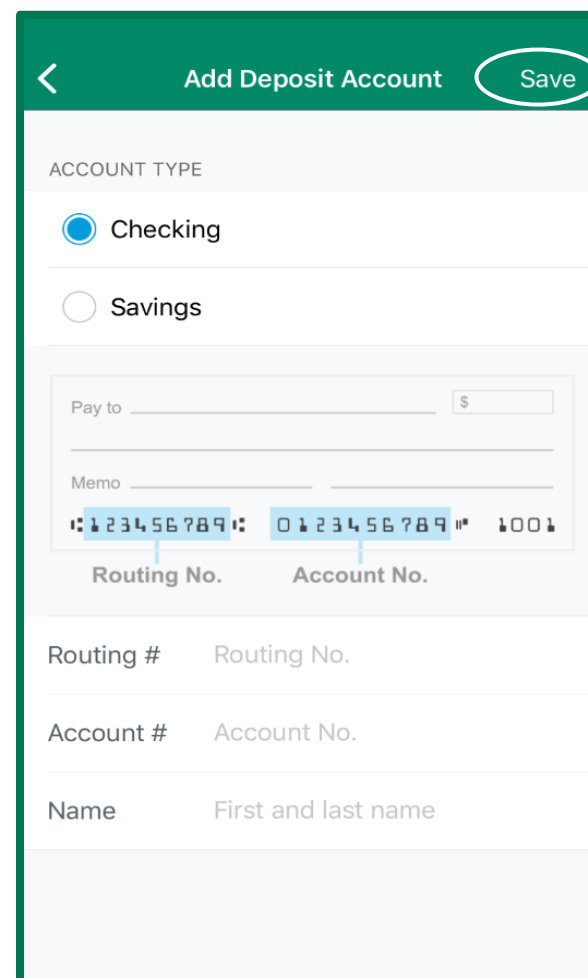 Add Deposit Account Save
ACCOUNT TYPE
Checking
Savings
Pay to $
Memo
⑆123456789⑆ 0123456789⑈ 1001
Routing No. Account No.
Routing # Routing No.
Account # Account No.
Name First and last name